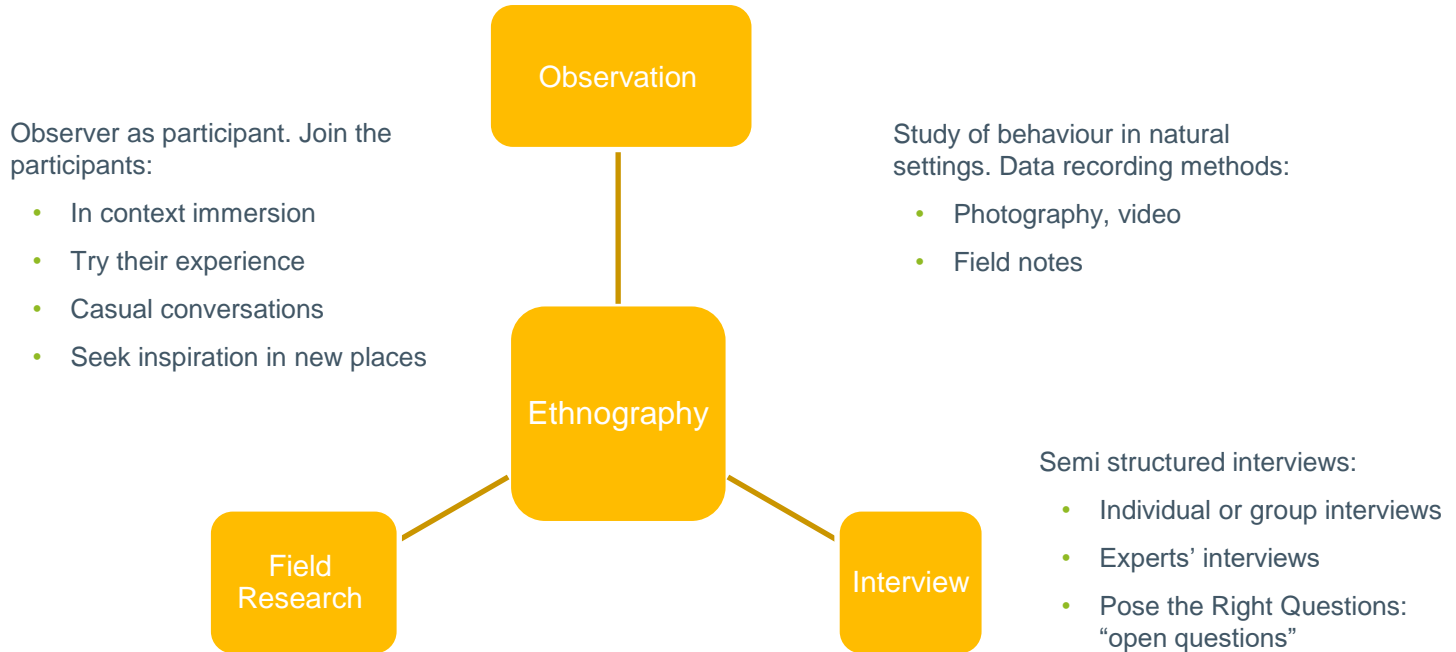 Observation
Observer as participant. Join the
participants:
• In context immersion
• Try their experience
• Casual conversations
• Seek inspiration in new places
Study of behaviour in natural
settings. Data recording methods:
• Photography, video
• Field notes
Ethnography
Field
Research
Interview
Semi structured interviews:
• Individual or group interviews
• Experts’ interviews
• Pose the Right Questions:
“open questions”